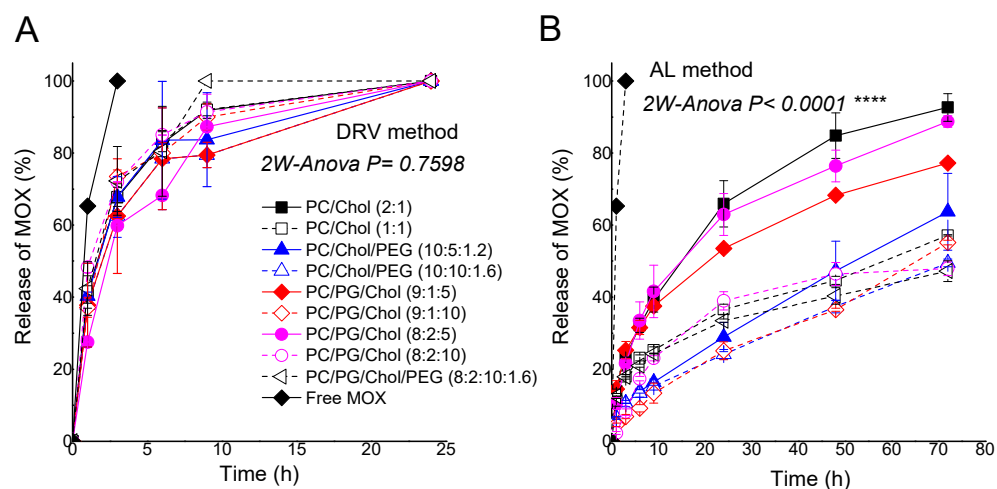 A
B
100
80
60
40
20
0
0
5
10
15
20
25
Release of MOX (%)
Time (h)
DRV method
2W-Anova P= 0.7598
PC/Chol (2:1)
PC/Chol (1:1)
PC/Chol/PEG (10:5:1.2)
PC/Chol/PEG (10:10:1.6)
PC/PG/Chol (9:1:5)
PC/PG/Chol (9:1:10)
PC/PG/Chol (8:2:5)
PC/PG/Chol (8:2:10)
PC/PG/Chol/PEG (8:2:10:1.6)
Free MOX
100
80
60
40
20
0
0
10
20
30
40
50
60
70
80
Release of MOX (%)
Time (h)
AL method
2W-Anova P< 0.0001 ****